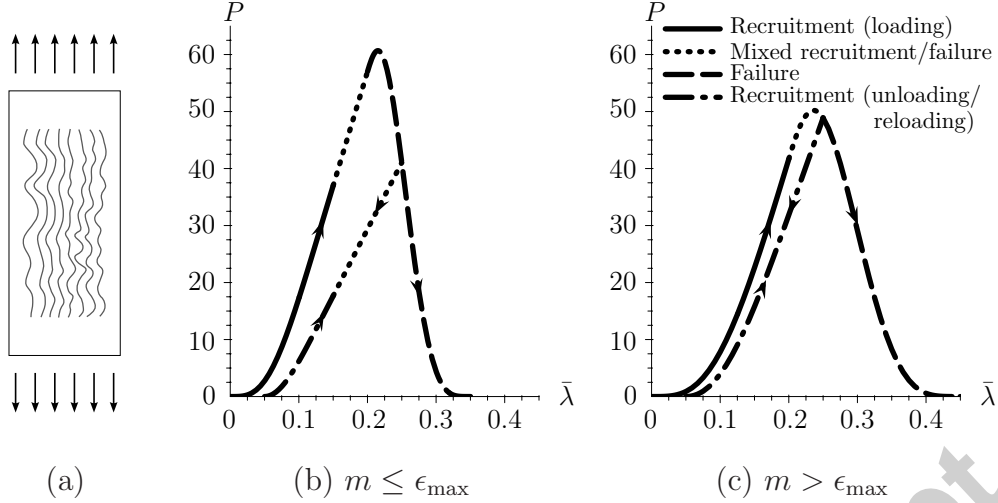 P
60
50
40
30
20
10
0
0 0.1 0.2 0.3 0.4
λ̄
P
60
50
40
30
20
10
0
0 0.1 0.2 0.3 0.4
λ̄
Recruitment (loading)
Mixed recruitment/failure
Failure
Recruitment (unloading/
reloading)
(a)
(b) m ≤ ϵmax
(c) m > ϵmax